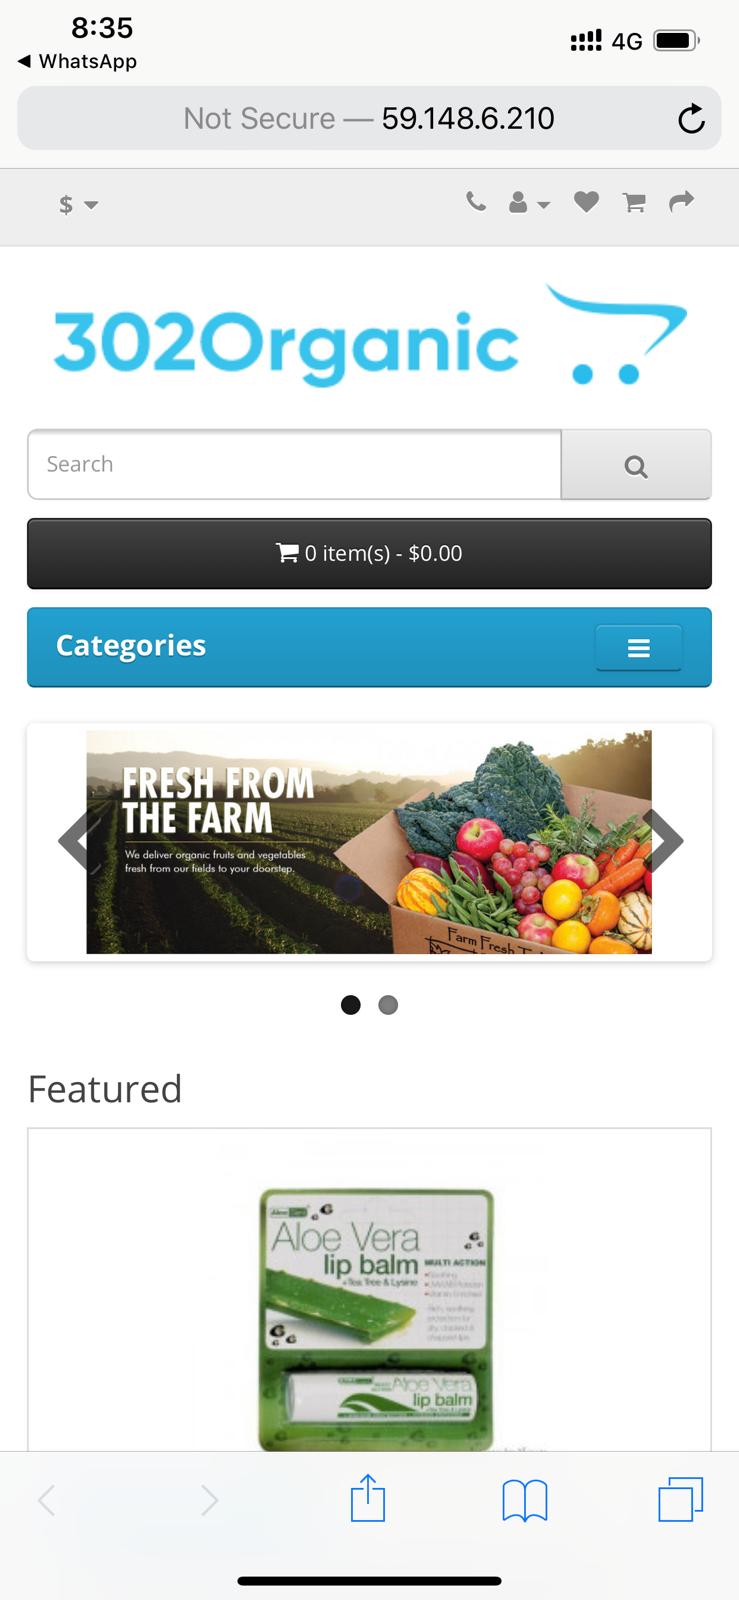 8:35
4G
◀ WhatsApp
Not Secure — 59.148.6.210
$
302Organic
Search
0 item(s) - $0.00
Categories
FRESH FROM
THE FARM
We deliver organic fruits and vegetables
fresh from our fields to your doorstep.
Farm Fresh
Featured
Aloe Vera
lip balm
+Tea Tree & Lysine
MULTI ACTION
Aloe Vera
lip balm